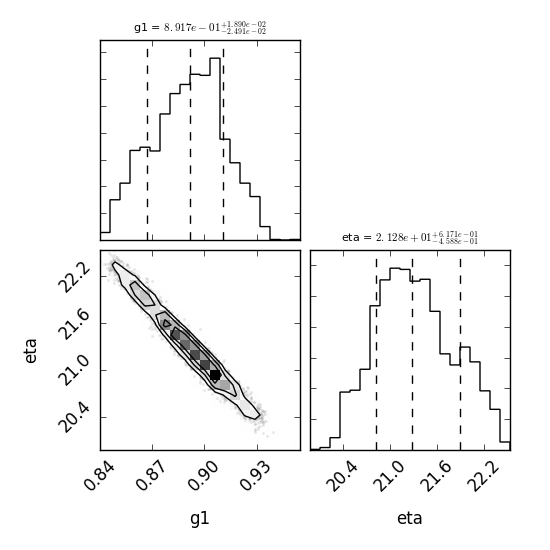 g1 = 8.917e−01+1.890e−02 −2.491e−02
eta = 2.128e+01+6.171e−01 −4.588e−01
22.2
21.6
21.0
20.4
eta
0.84 0.87 0.90 0.93
20.4 21.0 21.6 22.2
g1 eta